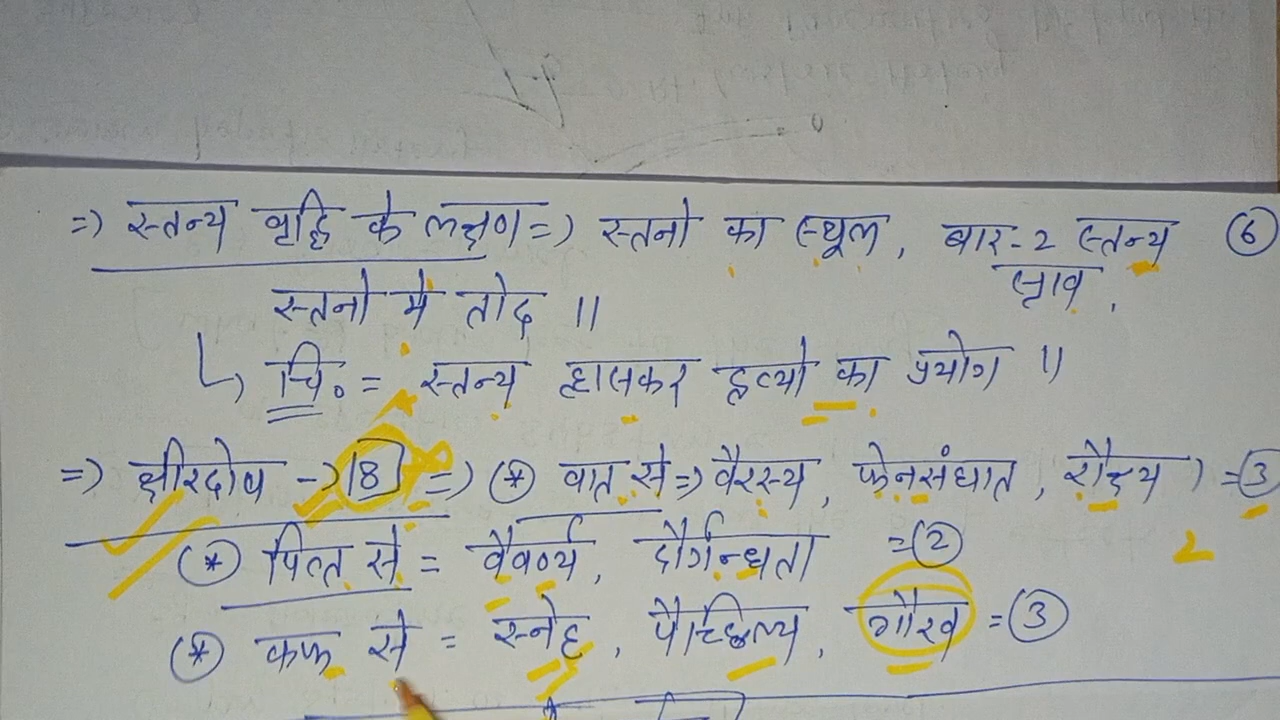 => स्तन्य वृद्धि के लक्षण => स्तनो का स्थूल, बार-2 स्तन्य ⑥
स्त्राव,
स्तनो में तोद ॥
↳ चि० = स्तन्य ह्रासकर द्रव्यो का प्रयोग ॥
=> क्षीरदोष -> 8 => (*) वात से => वैरस्य, फेनसंघात, रौक्ष्य) = ③
(*) पित्त से = वैवर्ण्य, दौर्गन्धता = ②
(*) कफ से = स्नेह, पैच्छिल्य, गौरव = ③